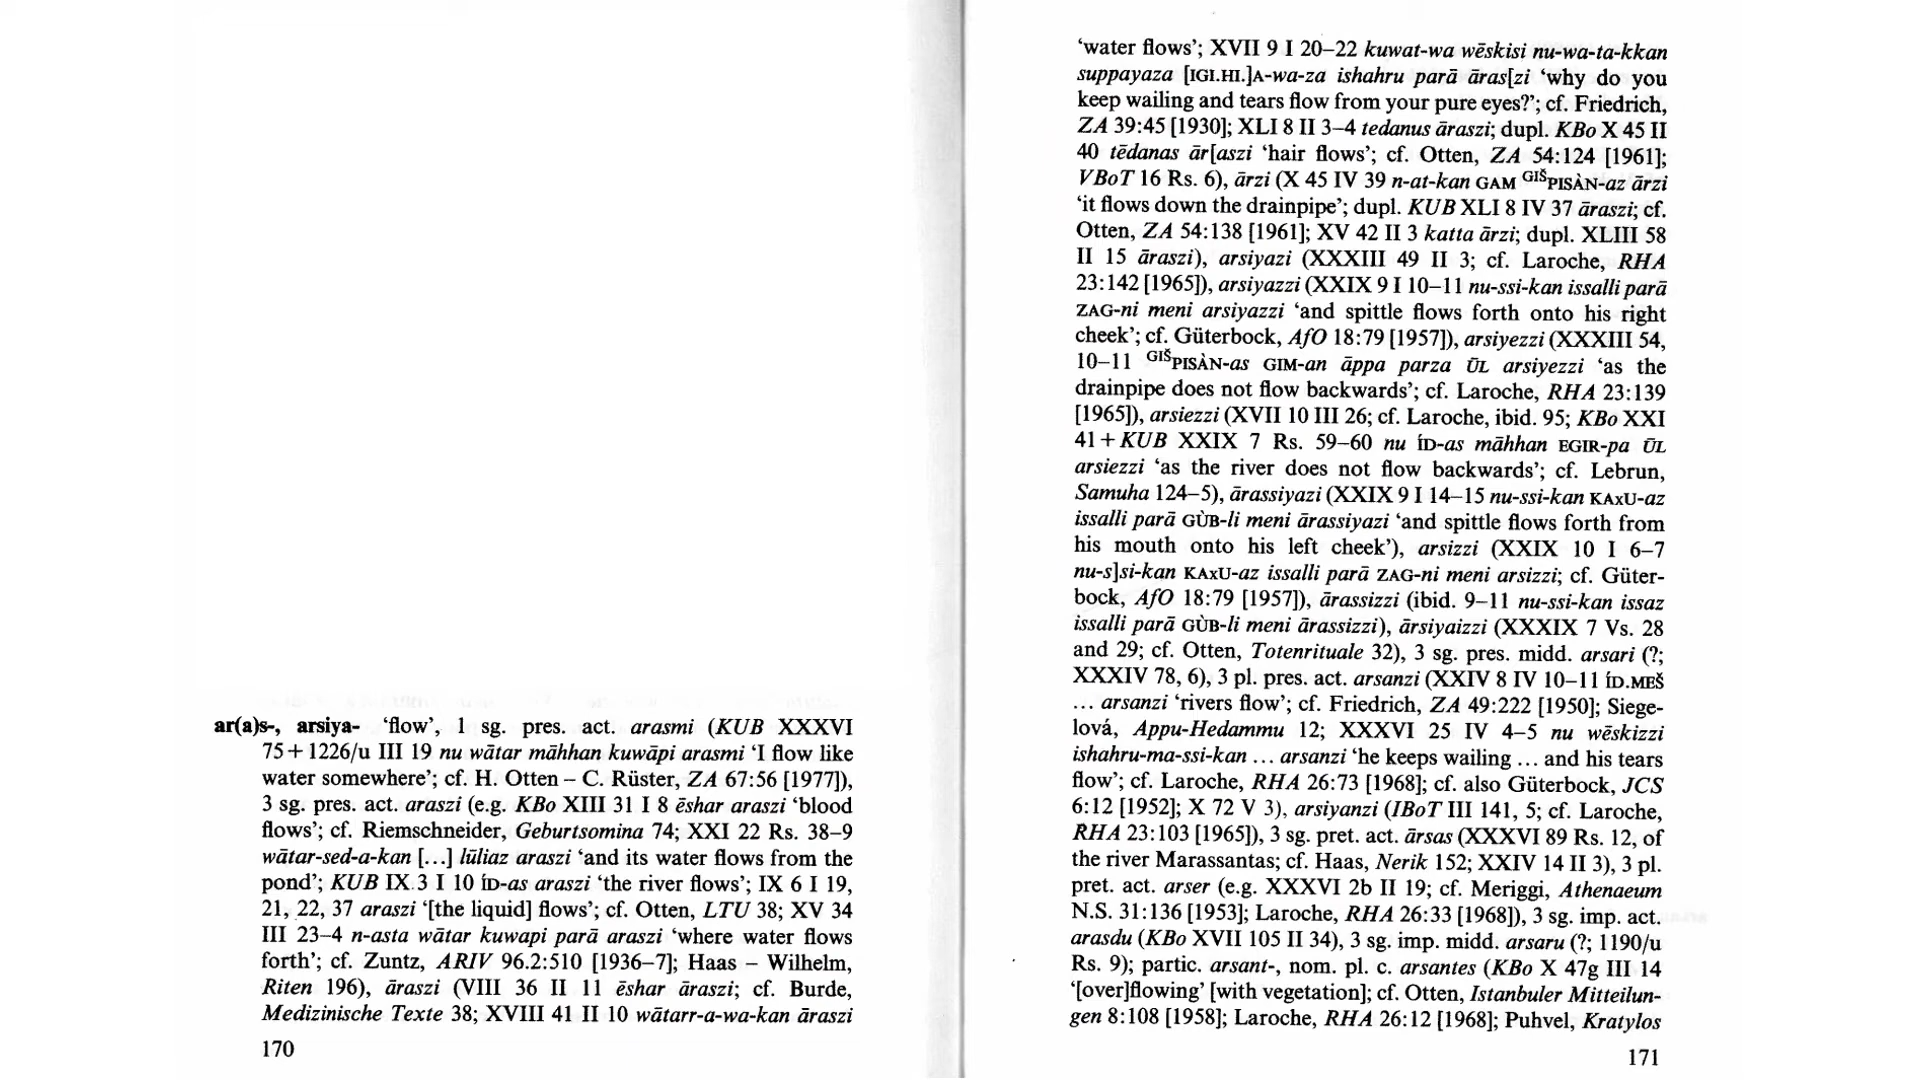 ar(a)s-, arsiya- ‘flow’, 1 sg. pres. act. arasmi (KUB XXXVI
75 + 1226/u III 19 nu wātar māhhan kuwāpi arasmi ‘I flow like
water somewhere’; cf. H. Otten – C. Rüster, ZA 67:56 [1977]),
3 sg. pres. act. araszi (e.g. KBo XIII 31 I 8 ēshar araszi ‘blood
flows’; cf. Riemschneider, Geburtsomina 74; XXI 22 Rs. 38–9
wātar-sed-a-kan [...] lūliaz araszi ‘and its water flows from the
pond’; KUB IX 3 I 10 ÍD-as araszi ‘the river flows’; IX 6 I 19,
21, 22, 37 araszi ‘[the liquid] flows’; cf. Otten, LTU 38; XV 34
III 23–4 n-asta wātar kuwapi parā araszi ‘where water flows
forth’; cf. Zuntz, ARIV 96.2:510 [1936–7]; Haas – Wilhelm,
Riten 196), āraszi (VIII 36 II 11 ēshar āraszi; cf. Burde,
Medizinische Texte 38; XVIII 41 II 10 wātarr-a-wa-kan āraszi
170
‘water flows’; XVII 9 I 20–22 kuwat-wa wēskisi nu-wa-ta-kkan
suppayaza [IGI.HI.]A-wa-za ishahru parā āras[zi ‘why do you
keep wailing and tears flow from your pure eyes?’; cf. Friedrich,
ZA 39:45 [1930]; XLI 8 II 3–4 tedanus āraszi; dupl. KBo X 45 II
40 tēdanas ār[aszi ‘hair flows’; cf. Otten, ZA 54:124 [1961];
VBoT 16 Rs. 6), ārzi (X 45 IV 39 n-at-kan GAM GIŠPISÀN-az ārzi
‘it flows down the drainpipe’; dupl. KUB XLI 8 IV 37 āraszi; cf.
Otten, ZA 54:138 [1961]; XV 42 II 3 katta ārzi; dupl. XLIII 58
II 15 āraszi), arsiyazi (XXXIII 49 II 3; cf. Laroche, RHA
23:142 [1965]), arsiyazzi (XXIX 9 I 10–11 nu-ssi-kan issalli parā
ZAG-ni meni arsiyazzi ‘and spittle flows forth onto his right
cheek’; cf. Güterbock, AfO 18:79 [1957]), arsiyezzi (XXXIII 54,
10–11 GIŠPISÀN-as GIM-an āppa parza ŪL arsiyezzi ‘as the
drainpipe does not flow backwards’; cf. Laroche, RHA 23:139
[1965]), arsiezzi (XVII 10 III 26; cf. Laroche, ibid. 95; KBo XXI
41 + KUB XXIX 7 Rs. 59–60 nu ÍD-as māhhan EGIR-pa ŪL
arsiezzi ‘as the river does not flow backwards’; cf. Lebrun,
Samuha 124–5), ārassiyazi (XXIX 9 I 14–15 nu-ssi-kan KAxU-az
issalli parā GÙB-li meni ārassiyazi ‘and spittle flows forth from
his mouth onto his left cheek’), arsizzi (XXIX 10 I 6–7
nu-s]si-kan KAxU-az issalli parā ZAG-ni meni arsizzi; cf. Güter-
bock, AfO 18:79 [1957]), ārassizzi (ibid. 9–11 nu-ssi-kan issaz
issalli parā GÙB-li meni ārassizzi), ārsiyaizzi (XXXIX 7 Vs. 28
and 29; cf. Otten, Totenrituale 32), 3 sg. pres. midd. arsari (?;
XXXIV 78, 6), 3 pl. pres. act. arsanzi (XXIV 8 IV 10–11 ÍD.MEŠ
... arsanzi ‘rivers flow’; cf. Friedrich, ZA 49:222 [1950]; Siege-
lová, Appu-Hedammu 12; XXXVI 25 IV 4–5 nu wēskizzi
ishahru-ma-ssi-kan ... arsanzi ‘he keeps wailing ... and his tears
flow’; cf. Laroche, RHA 26:73 [1968]; cf. also Güterbock, JCS
6:12 [1952]; X 72 V 3), arsiyanzi (IBoT III 141, 5; cf. Laroche,
RHA 23:103 [1965]), 3 sg. pret. act. ārsas (XXXVI 89 Rs. 12, of
the river Marassantas; cf. Haas, Nerik 152; XXIV 14 II 3), 3 pl.
pret. act. arser (e.g. XXXVI 2b II 19; cf. Meriggi, Athenaeum
N.S. 31:136 [1953]; Laroche, RHA 26:33 [1968]), 3 sg. imp. act.
arasdu (KBo XVII 105 II 34), 3 sg. imp. midd. arsaru (?; 1190/u
Rs. 9); partic. arsant-, nom. pl. c. arsantes (KBo X 47g III 14
‘[over]flowing’ [with vegetation]; cf. Otten, Istanbuler Mitteilun-
gen 8:108 [1958]; Laroche, RHA 26:12 [1968]; Puhvel, Kratylos
171